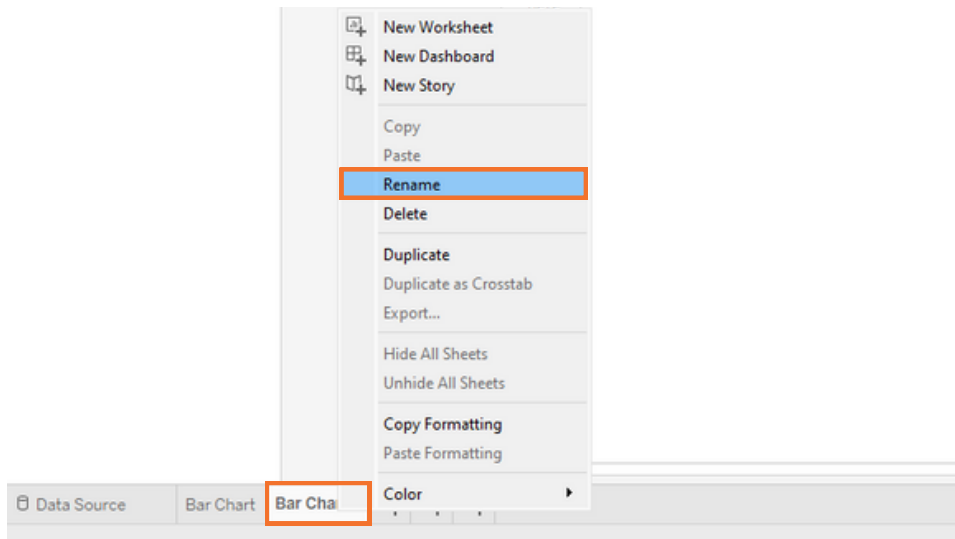 New Worksheet
New Dashboard
New Story
Copy
Paste
Rename
Delete
Duplicate
Duplicate as Crosstab
Export...
Hide All Sheets
Unhide All Sheets
Copy Formatting
Paste Formatting
Color
Data Source Bar Chart Bar Cha